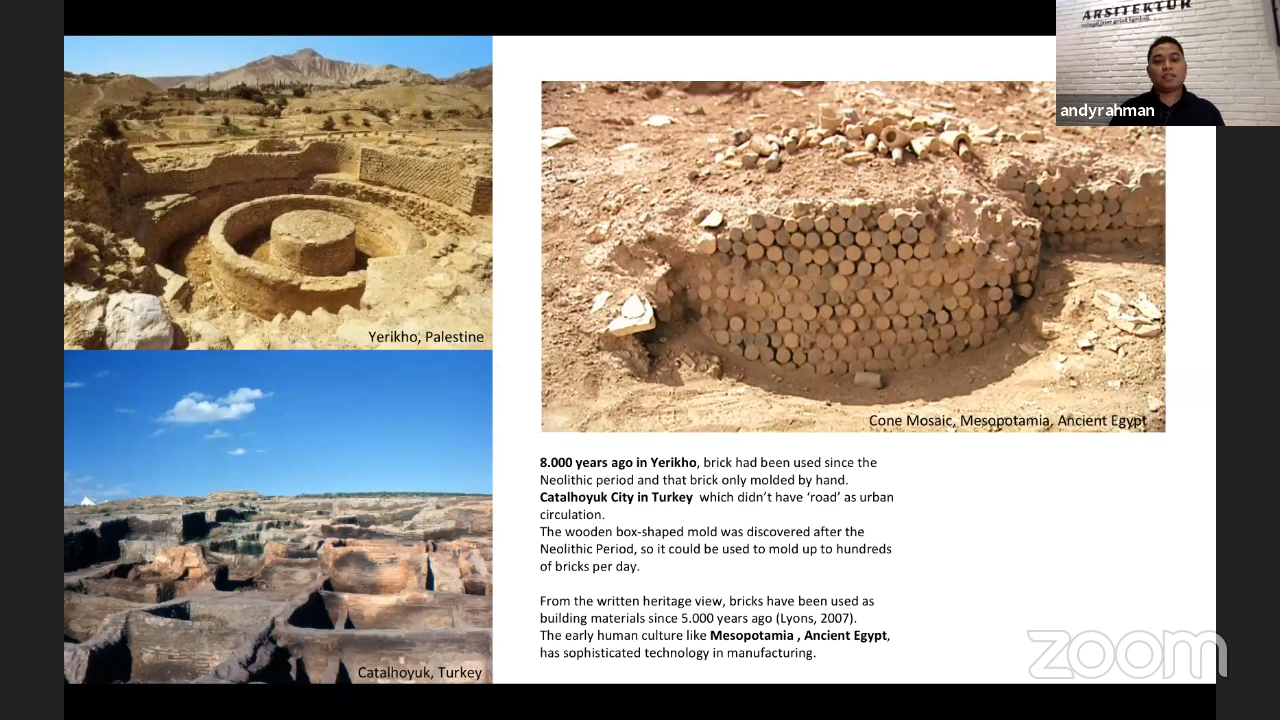 ARSITEKTUR
andyrahman
Yerikho, Palestine
Cone Mosaic, Mesopotamia, Ancient Egypt
8.000 years ago in Yerikho, brick had been used since the
Neolithic period and that brick only molded by hand.
Catalhoyuk City in Turkey which didn't have 'road' as urban
circulation.
The wooden box-shaped mold was discovered after the
Neolithic Period, so it could be used to mold up to hundreds
of bricks per day.
From the written heritage view, bricks have been used as
building materials since 5.000 years ago (Lyons, 2007).
The early human culture like Mesopotamia , Ancient Egypt,
has sophisticated technology in manufacturing.
Catalhoyuk, Turkey
zoom